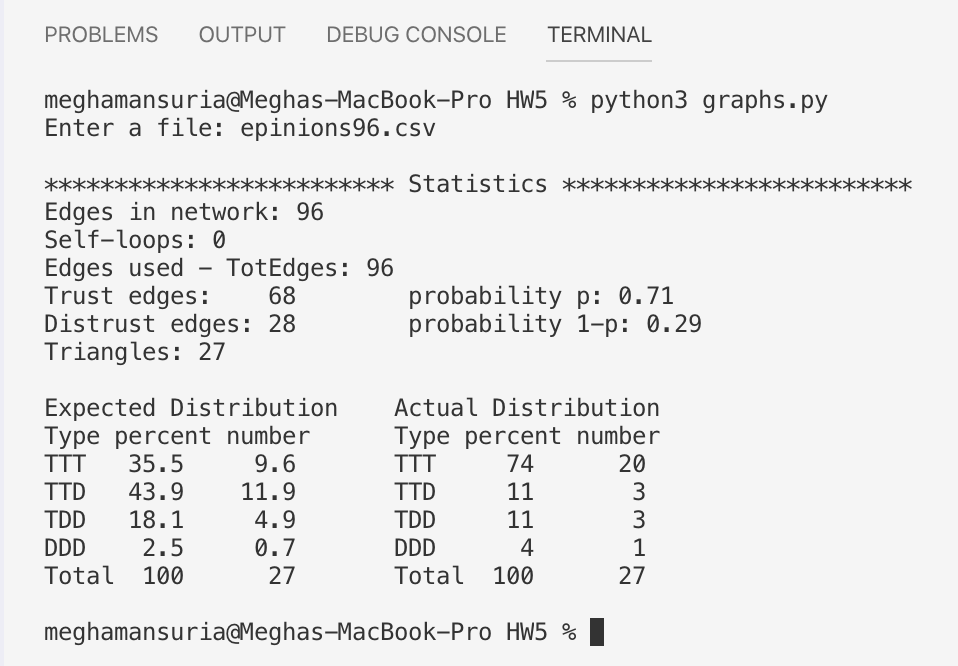 PROBLEMS OUTPUT DEBUG CONSOLE TERMINAL
meghamansuria@Meghas-MacBook-Pro HW5 % python3 graphs.py
Enter a file: epinions96.csv
************************* Statistics *************************
Edges in network: 96
Self-loops: 0
Edges used - TotEdges: 96
Trust edges:    68        probability p: 0.71
Distrust edges: 28        probability 1-p: 0.29
Triangles: 27
Expected Distribution    Actual Distribution
Type percent number      Type percent number
TTT   35.5     9.6       TTT     74      20
TTD   43.9    11.9       TTD     11       3
TDD   18.1     4.9       TDD     11       3
DDD    2.5     0.7       DDD      4       1
Total  100      27       Total  100      27
meghamansuria@Meghas-MacBook-Pro HW5 %